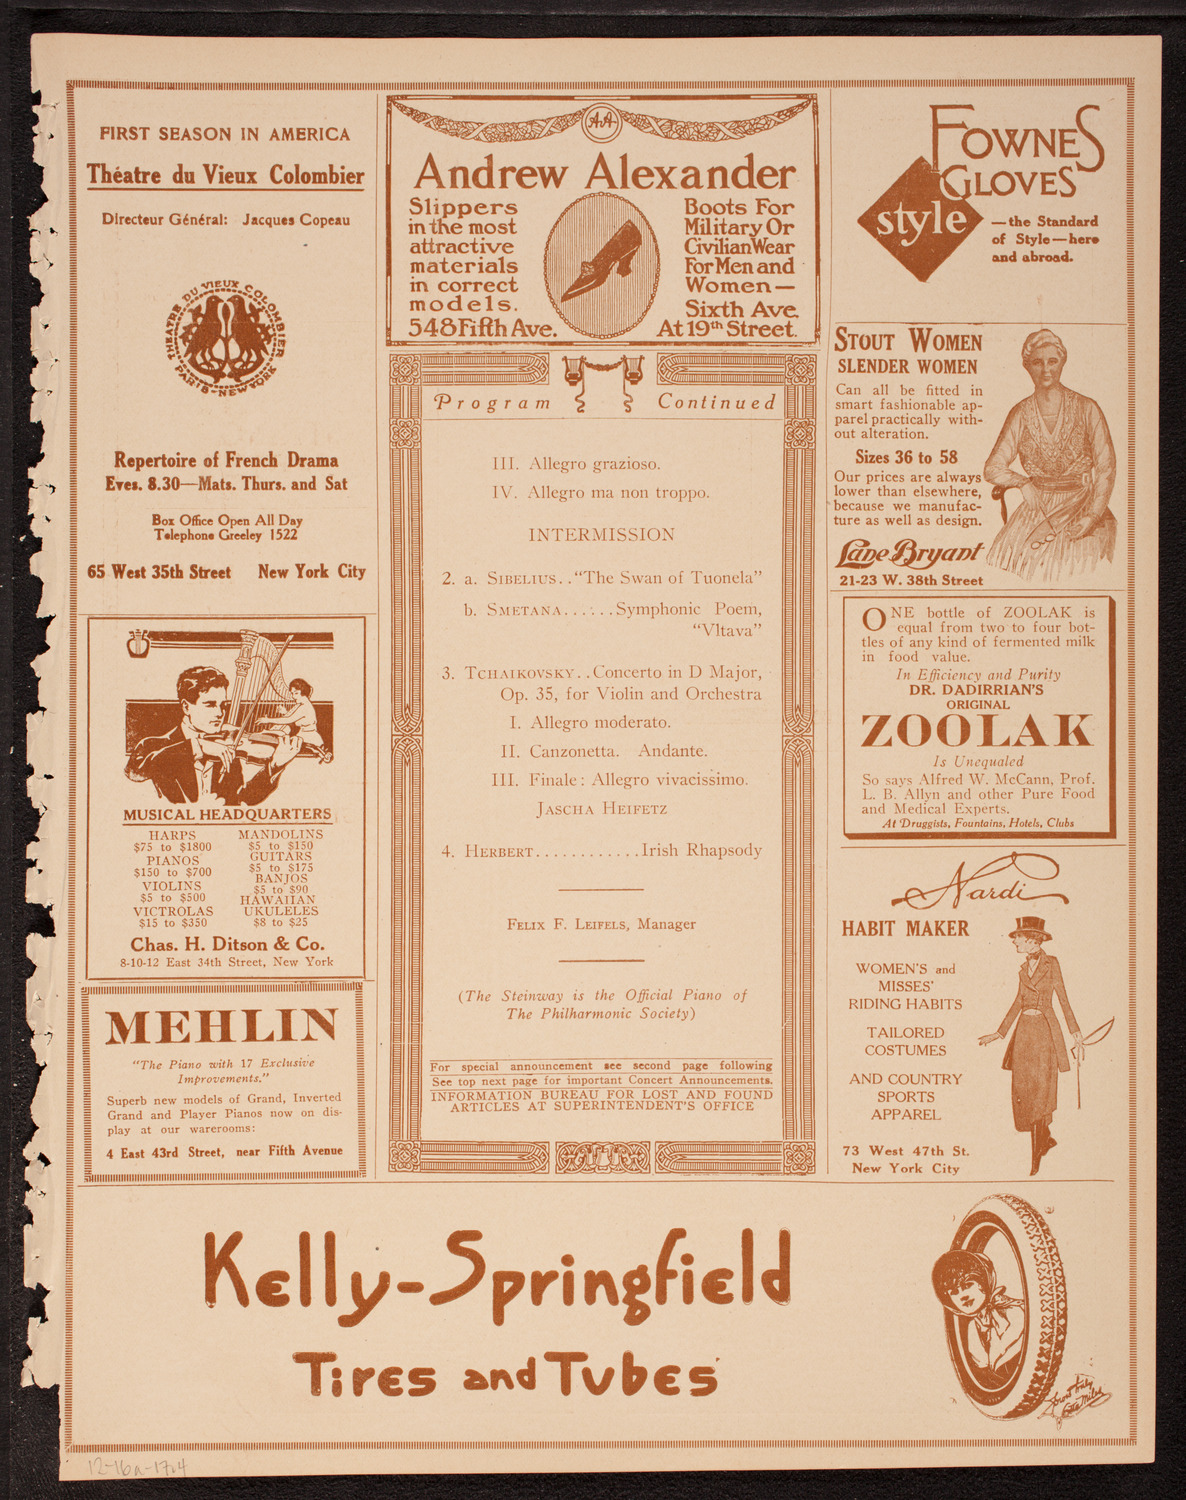 FIRST SEASON IN AMERICA
Théatre du Vieux Colombier
Directeur Général: Jacques Copeau
THEATRE DU VIEUX COLOMBIER
PARIS-NEW YORK
Repertoire of French Drama
Eves. 8.30—Mats. Thurs. and Sat
Box Office Open All Day
Telephone Greeley 1522
65 West 35th Street New York City
MUSICAL HEADQUARTERS
HARPS
$75 to $1800
PIANOS
$150 to $700
VIOLINS
$5 to $500
VICTROLAS
$15 to $350
MANDOLINS
$5 to $150
GUITARS
$5 to $175
BANJOS
$5 to $90
HAWAIIAN
UKULELES
$8 to $25
Chas. H. Ditson & Co.
8-10-12 East 34th Street, New York
MEHLIN
"The Piano with 17 Exclusive
Improvements."
Superb new models of Grand, Inverted
Grand and Player Pianos now on dis-
play at our warerooms:
4 East 43rd Street, near Fifth Avenue
AA
Andrew Alexander
Slippers
in the most
attractive
materials
in correct
models.
548 Fifth Ave.
Boots For
Military Or
Civilian Wear
For Men and
Women—
Sixth Ave.
At 19th Street.
Program Continued
III. Allegro grazioso.
IV. Allegro ma non troppo.
INTERMISSION
2. a. SIBELIUS.."The Swan of Tuonela"
b. SMETANA......Symphonic Poem,
"Vltava"
3. TCHAIKOVSKY..Concerto in D Major,
Op. 35, for Violin and Orchestra
I. Allegro moderato.
II. Canzonetta. Andante.
III. Finale: Allegro vivacissimo.
JASCHA HEIFETZ
4. HERBERT............Irish Rhapsody
FELIX F. LEIFELS, Manager
(The Steinway is the Official Piano of
The Philharmonic Society)
For special announcement see second page following
See top next page for important Concert Announcements.
INFORMATION BUREAU FOR LOST AND FOUND
ARTICLES AT SUPERINTENDENT'S OFFICE
FOWNES
GLOVES
style
—the Standard
of Style—here
and abroad.
STOUT WOMEN
SLENDER WOMEN
Can all be fitted in
smart fashionable ap-
parel practically with-
out alteration.
Sizes 36 to 58
Our prices are always
lower than elsewhere,
because we manufac-
ture as well as design.
Lane Bryant
21-23 W. 38th Street
ONE bottle of ZOOLAK is
equal from two to four bot-
tles of any kind of fermented milk
in food value.
In Efficiency and Purity
DR. DADIRRIAN'S
ORIGINAL
ZOOLAK
Is Unequaled
So says Alfred W. McCann, Prof.
L. B. Allyn and other Pure Food
and Medical Experts.
At Druggists, Fountains, Hotels, Clubs
Nardi
HABIT MAKER
WOMEN'S and
MISSES'
RIDING HABITS
TAILORED
COSTUMES
AND COUNTRY
SPORTS
APPAREL
73 West 47th St.
New York City
Kelly-Springfield
Tires and Tubes
12-16a-17.4